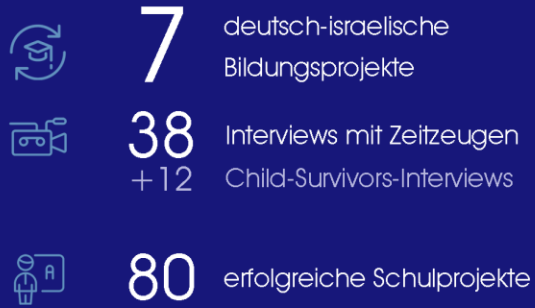 7 deutsch-israelische
Bildungsprojekte
38 Interviews mit Zeitzeugen
+12 Child-Survivors-Interviews
A
80 erfolgreiche Schulprojekte